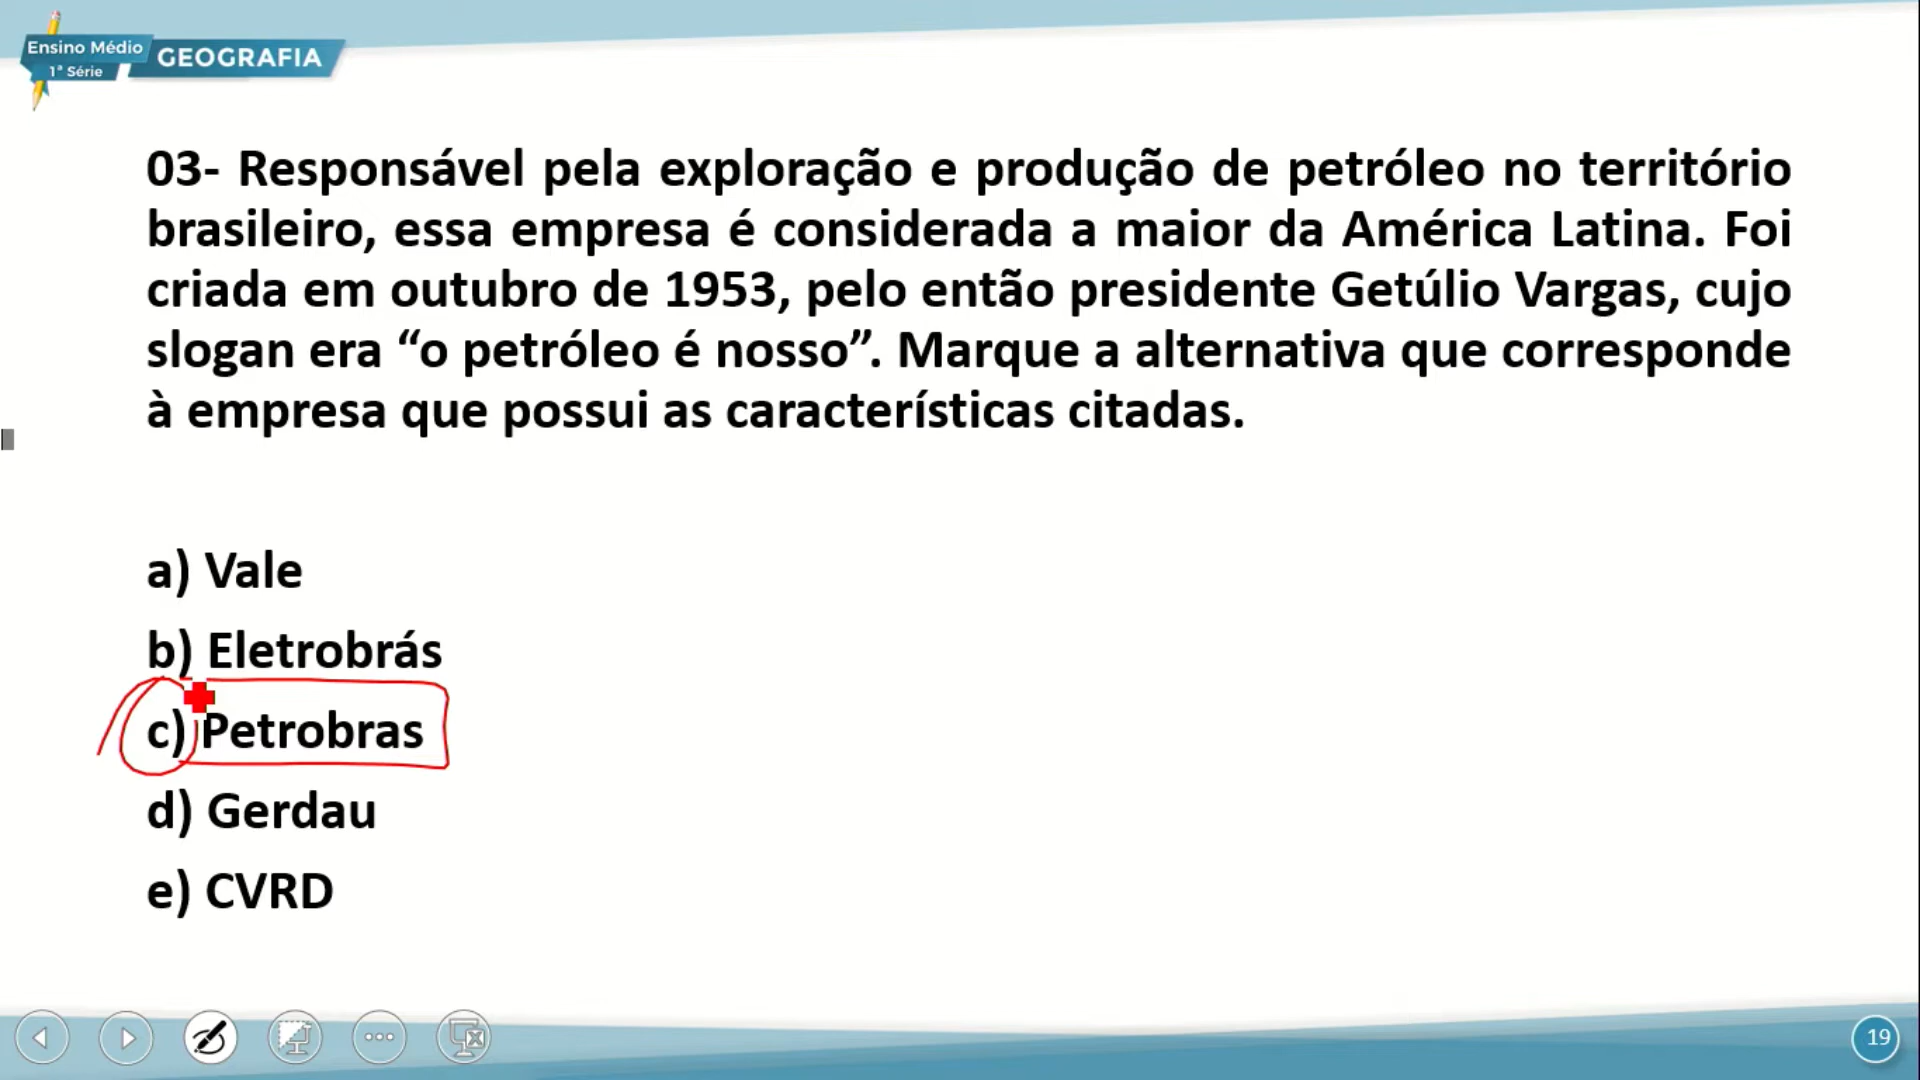 Ensino Médio
1ª Série
GEOGRAFIA
03- Responsável pela exploração e produção de petróleo no território
brasileiro, essa empresa é considerada a maior da América Latina. Foi
criada em outubro de 1953, pelo então presidente Getúlio Vargas, cujo
slogan era “o petróleo é nosso”. Marque a alternativa que corresponde
à empresa que possui as características citadas.
a) Vale
b) Eletrobrás
c) Petrobras
d) Gerdau
e) CVRD
19